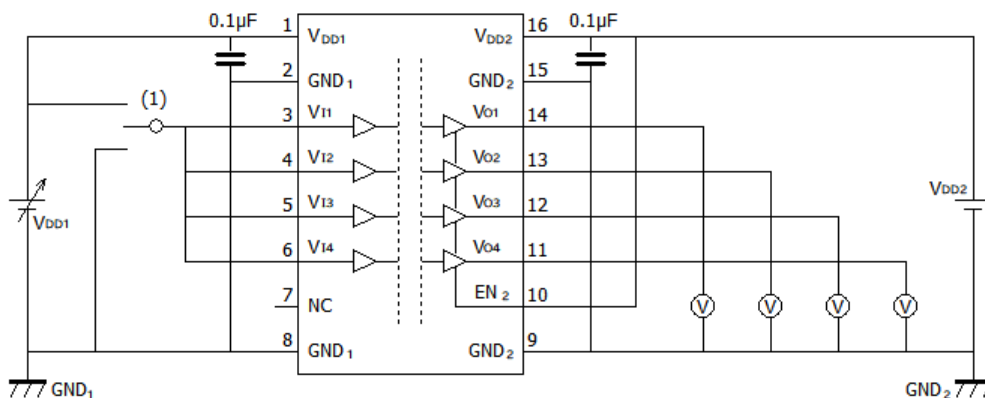 0.1µF
1
VDD1
VDD2
16
0.1µF
2
GND1
GND2
15
(1)
3
VI1
VO1
14
4
VI2
VO2
13
5
VI3
VO3
12
6
VI4
VO4
11
VDD1
VDD2
7
NC
EN2
10
V
V
V
V
8
GND1
GND2
9
GND1
GND2